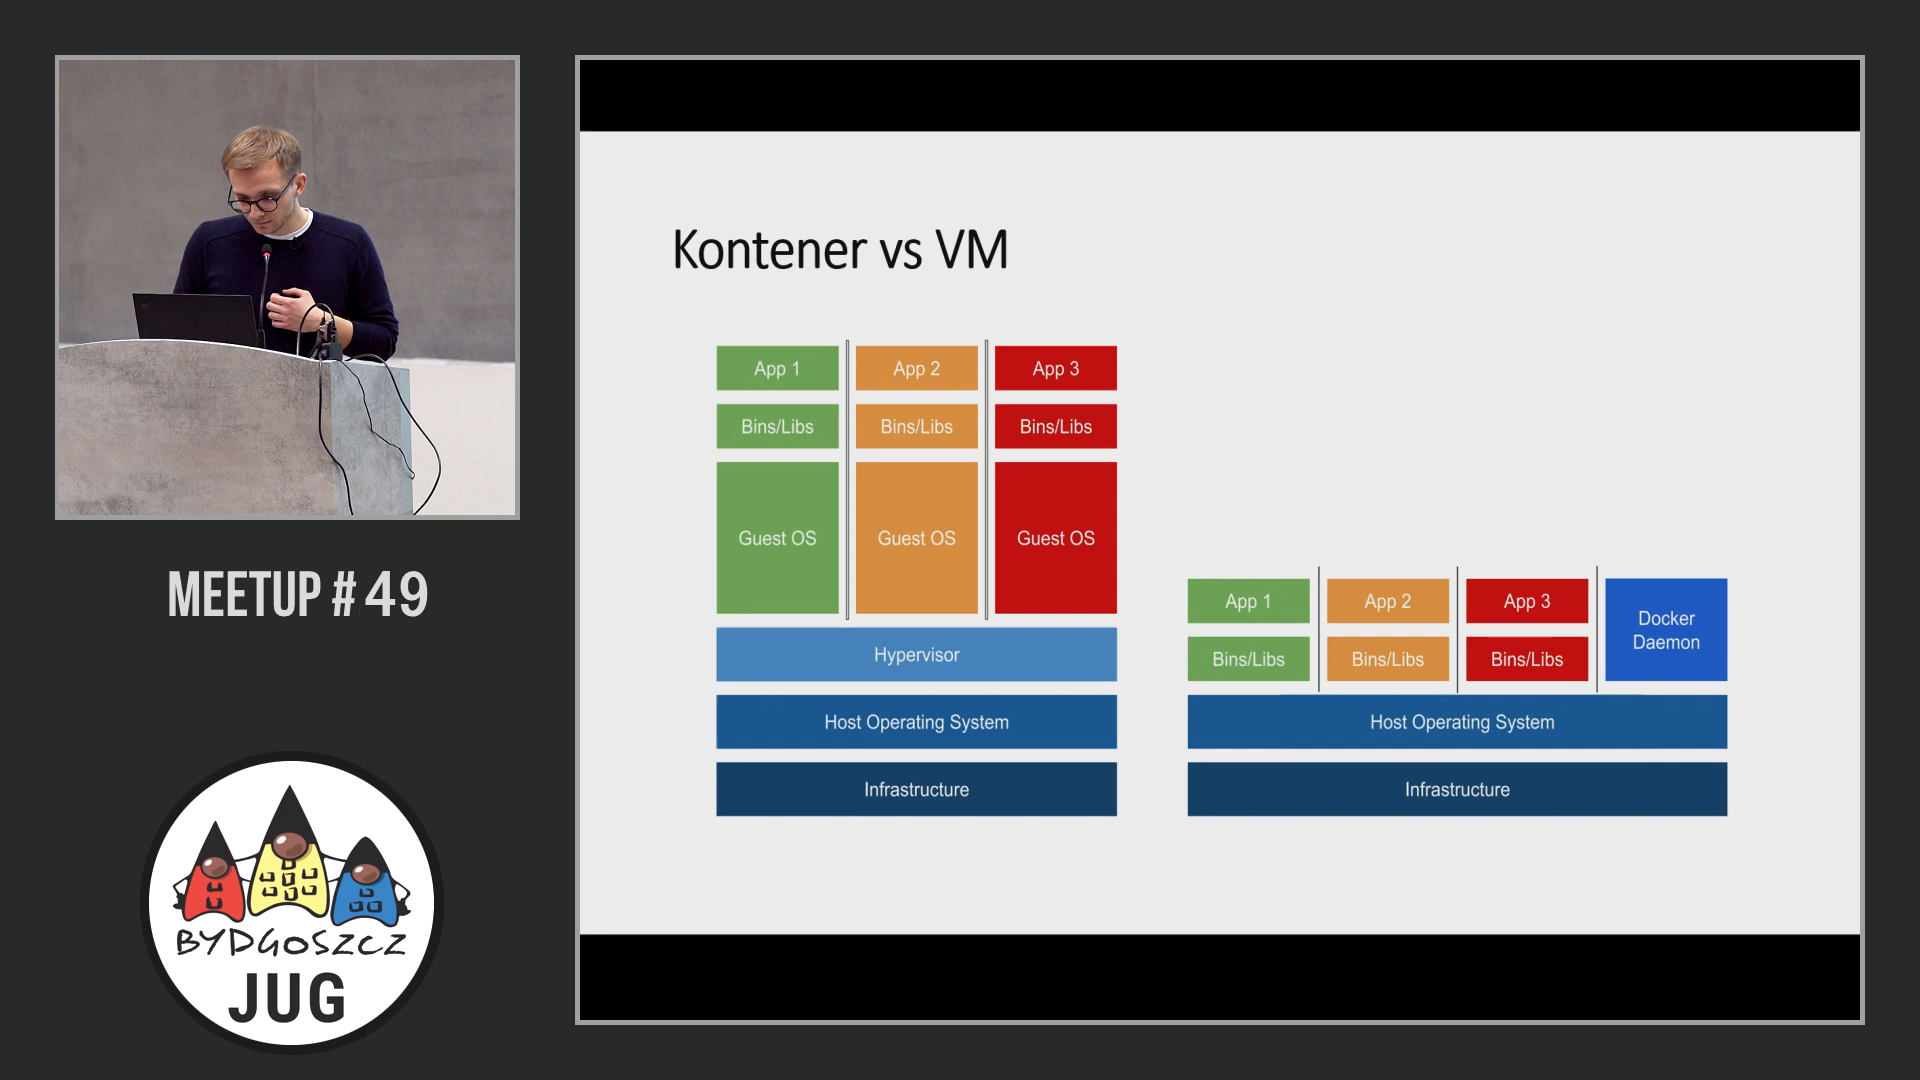 MEETUP # 49
BYDGOSZCZ
JUG
Kontener vs VM
App 1
App 2
App 3
Bins/Libs
Bins/Libs
Bins/Libs
Guest OS
Guest OS
Guest OS
Hypervisor
Host Operating System
Infrastructure
App 1
App 2
App 3
Docker
Daemon
Bins/Libs
Bins/Libs
Bins/Libs
Host Operating System
Infrastructure